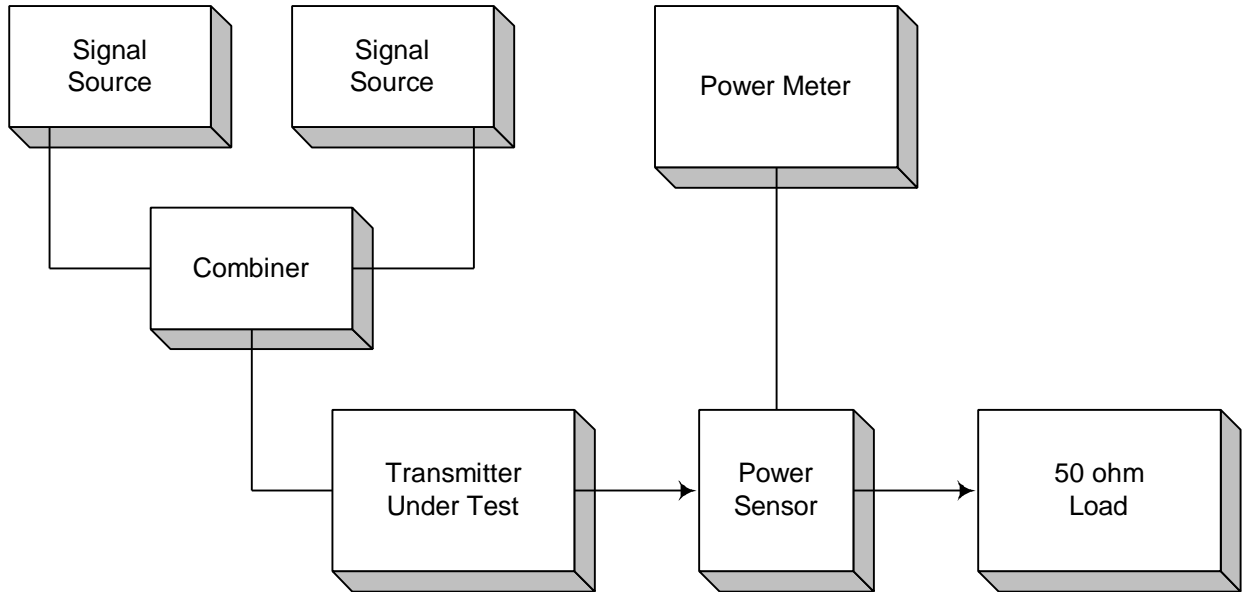 Signal
Source
Signal
Source
Power Meter
Combiner
Transmitter
Under Test
Power
Sensor
50 ohm
Load